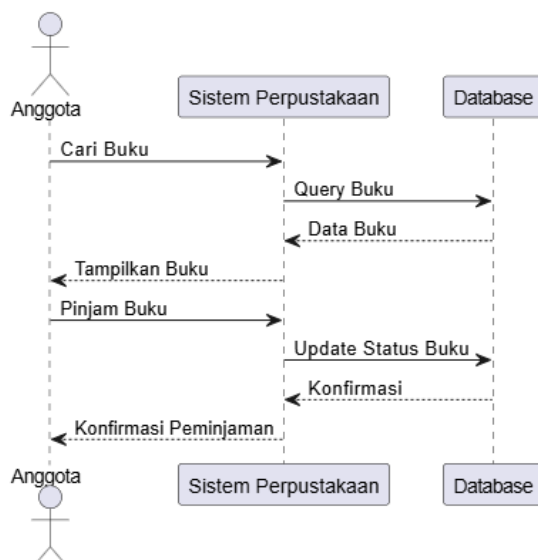 Anggota
Sistem Perpustakaan
Database
Cari Buku
Query Buku
Data Buku
Tampilkan Buku
Pinjam Buku
Update Status Buku
Konfirmasi
Konfirmasi Peminjaman
Anggota
Sistem Perpustakaan
Database